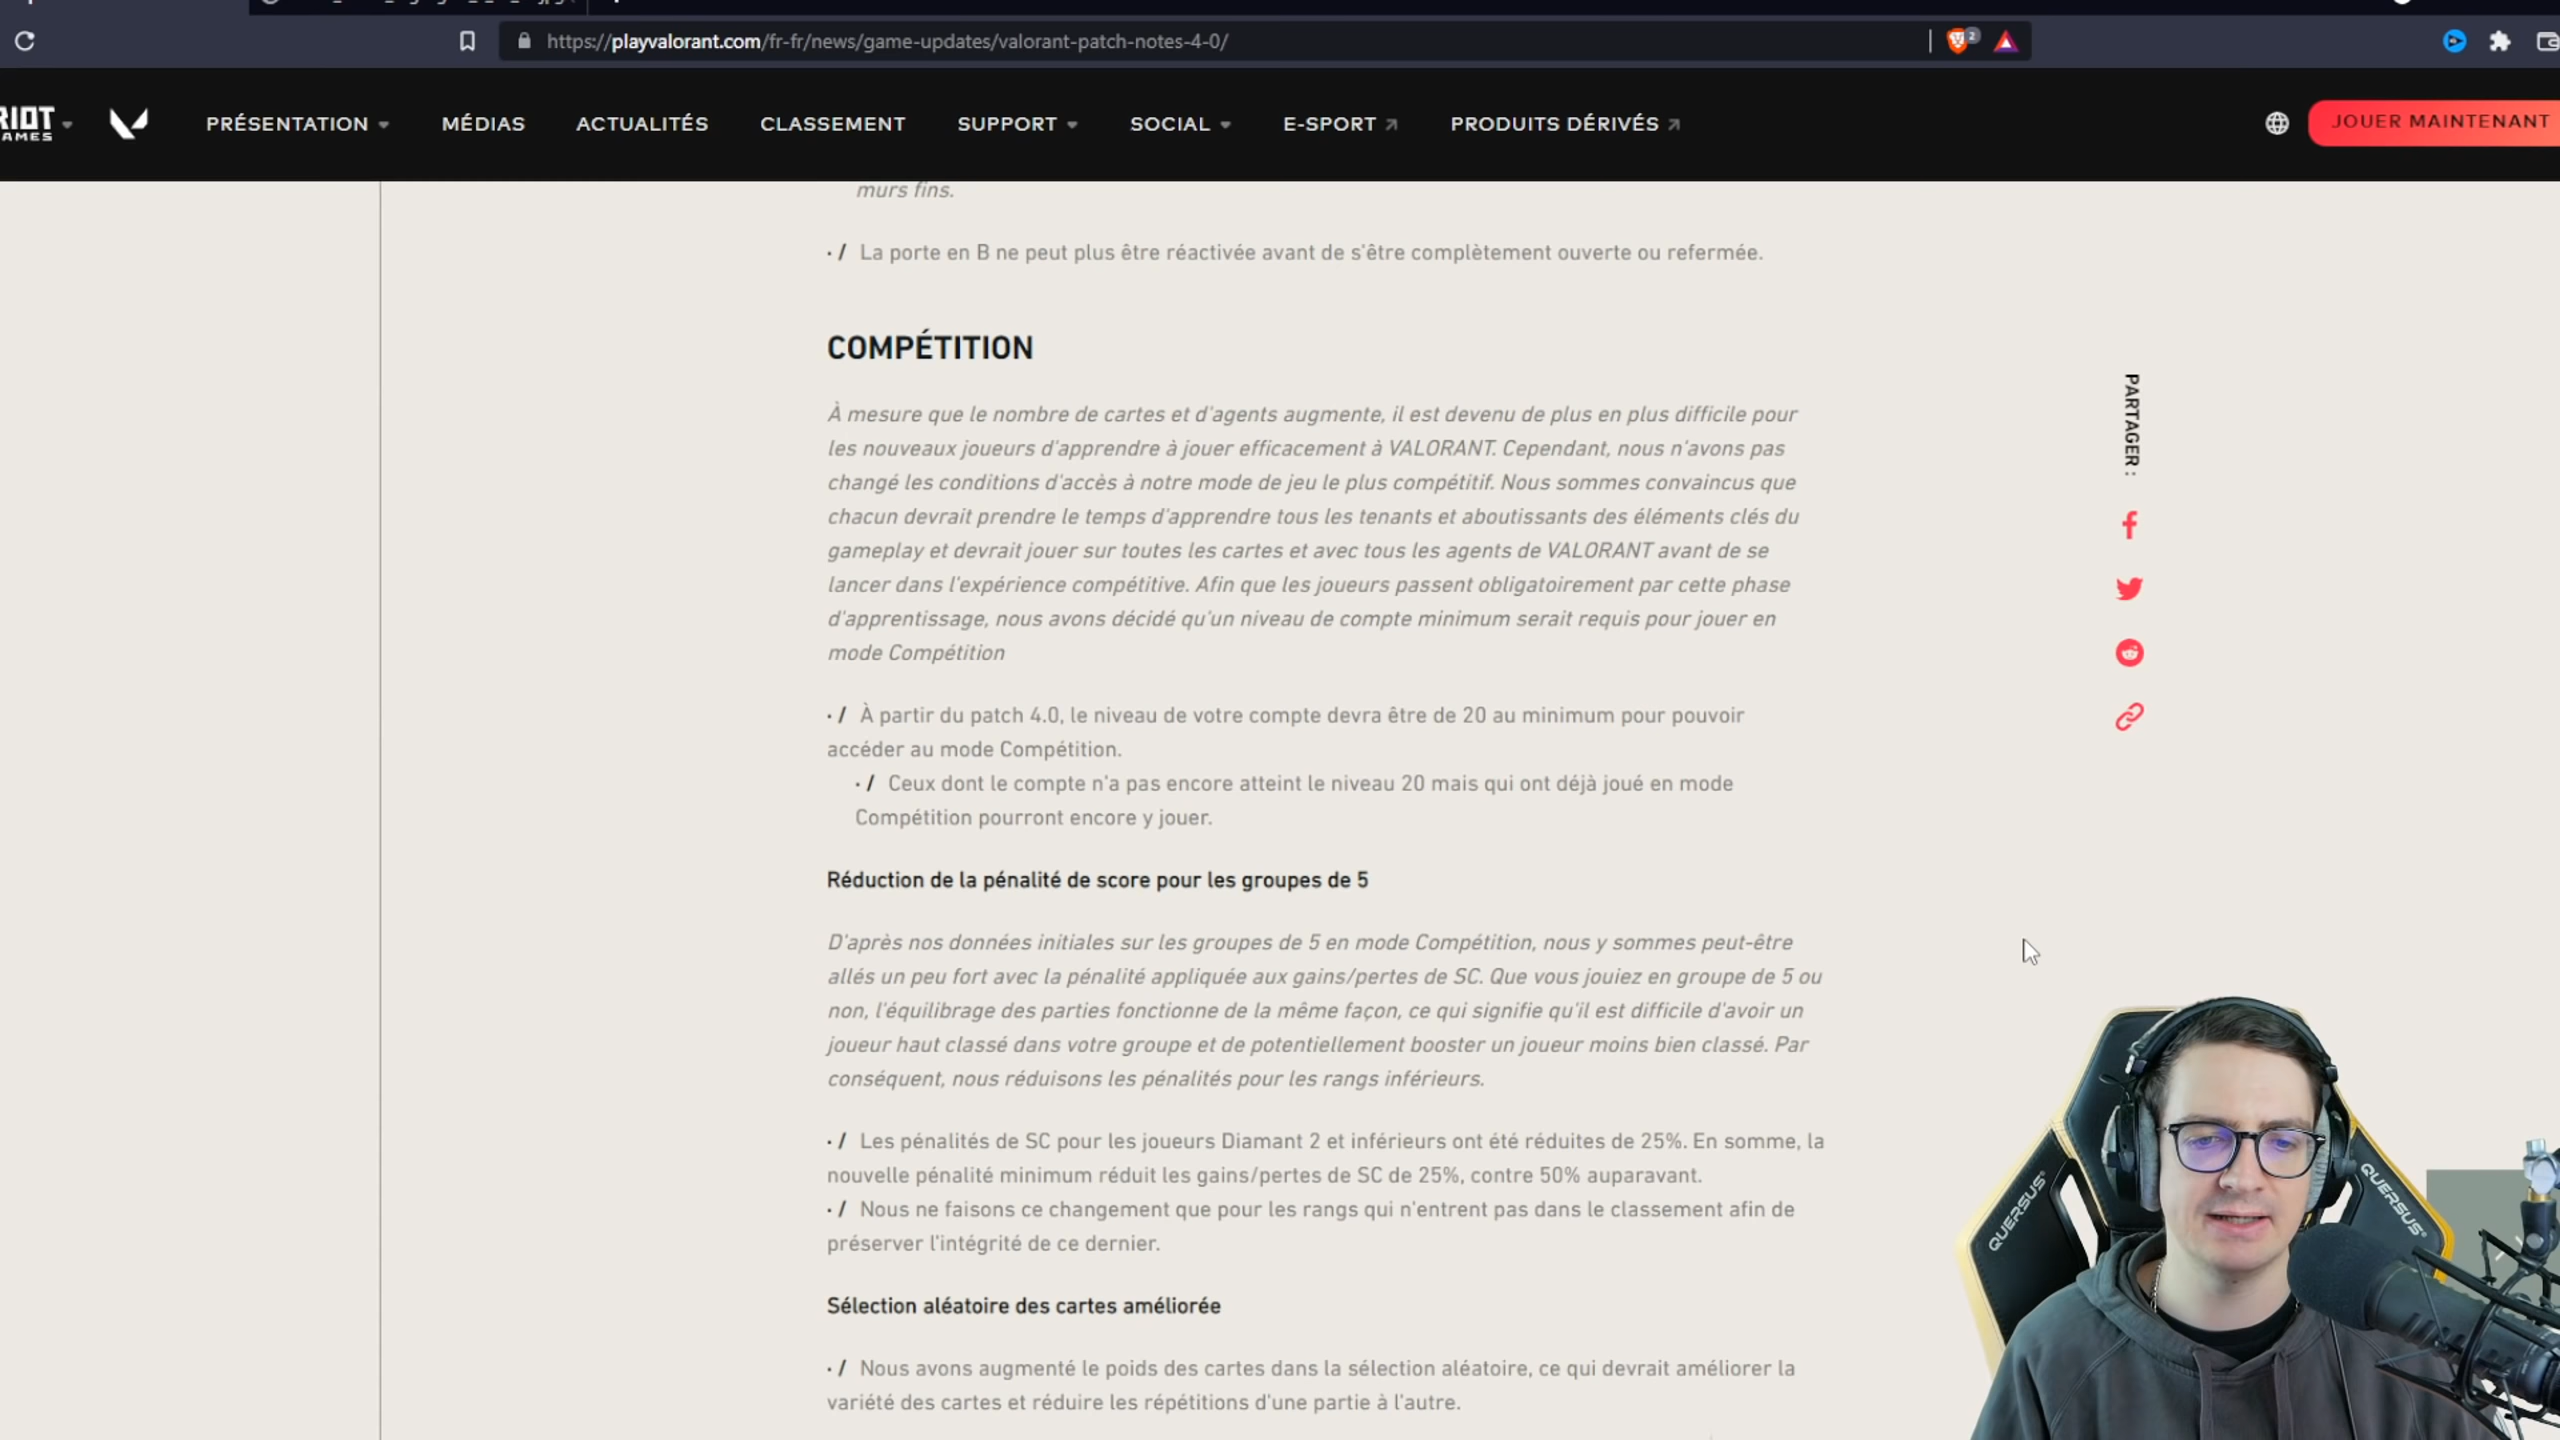 https://playvalorant.com/fr-fr/news/game-updates/valorant-patch-notes-4-0/
2
RIOT
GAMES
PRÉSENTATION
MÉDIAS
ACTUALITÉS
CLASSEMENT
SUPPORT
SOCIAL
E-SPORT
PRODUITS DÉRIVÉS
JOUER MAINTENANT
murs fins.
· / La porte en B ne peut plus être réactivée avant de s'être complètement ouverte ou refermée.
COMPÉTITION
À mesure que le nombre de cartes et d'agents augmente, il est devenu de plus en plus difficile pour
les nouveaux joueurs d'apprendre à jouer efficacement à VALORANT. Cependant, nous n'avons pas
changé les conditions d'accès à notre mode de jeu le plus compétitif. Nous sommes convaincus que
chacun devrait prendre le temps d'apprendre tous les tenants et aboutissants des éléments clés du
gameplay et devrait jouer sur toutes les cartes et avec tous les agents de VALORANT avant de se
lancer dans l'expérience compétitive. Afin que les joueurs passent obligatoirement par cette phase
d'apprentissage, nous avons décidé qu'un niveau de compte minimum serait requis pour jouer en
mode Compétition
· / À partir du patch 4.0, le niveau de votre compte devra être de 20 au minimum pour pouvoir
accéder au mode Compétition.
· / Ceux dont le compte n'a pas encore atteint le niveau 20 mais qui ont déjà joué en mode
Compétition pourront encore y jouer.
Réduction de la pénalité de score pour les groupes de 5
D'après nos données initiales sur les groupes de 5 en mode Compétition, nous y sommes peut-être
allés un peu fort avec la pénalité appliquée aux gains/pertes de SC. Que vous jouiez en groupe de 5 ou
non, l'équilibrage des parties fonctionne de la même façon, ce qui signifie qu'il est difficile d'avoir un
joueur haut classé dans votre groupe et de potentiellement booster un joueur moins bien classé. Par
conséquent, nous réduisons les pénalités pour les rangs inférieurs.
· / Les pénalités de SC pour les joueurs Diamant 2 et inférieurs ont été réduites de 25%. En somme, la
nouvelle pénalité minimum réduit les gains/pertes de SC de 25%, contre 50% auparavant.
· / Nous ne faisons ce changement que pour les rangs qui n'entrent pas dans le classement afin de
préserver l'intégrité de ce dernier.
Sélection aléatoire des cartes améliorée
· / Nous avons augmenté le poids des cartes dans la sélection aléatoire, ce qui devrait améliorer la
variété des cartes et réduire les répétitions d'une partie à l'autre.
PARTAGER :
QUERSUS
QUERSUS